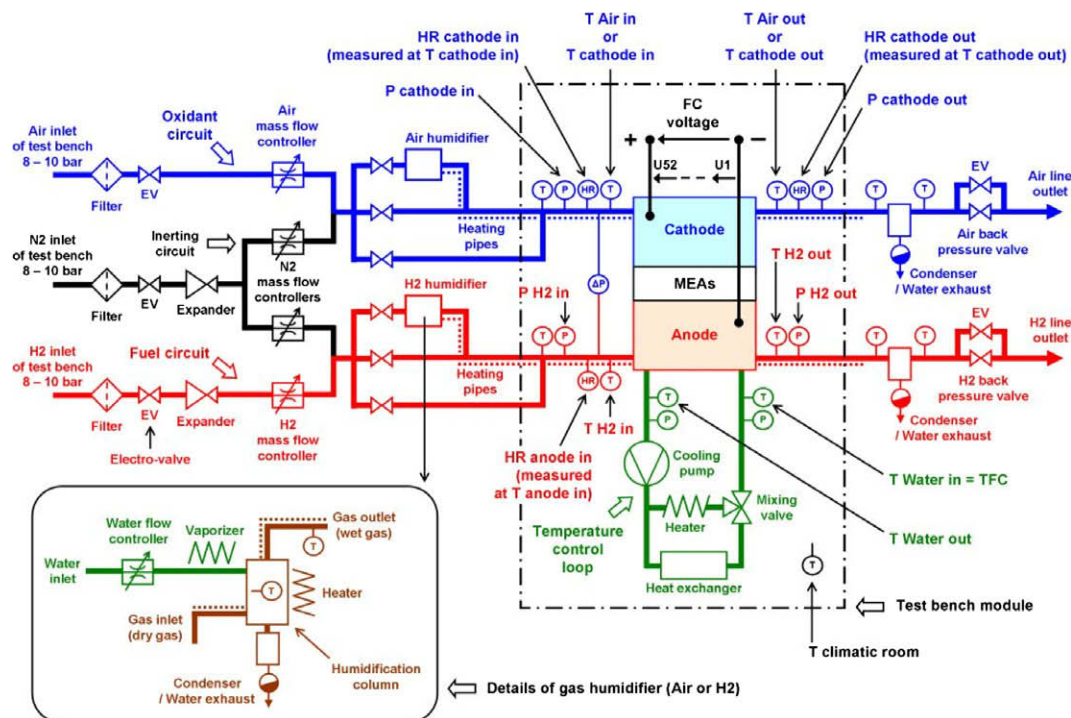 T Air in
or
T cathode in
T Air out
or
T cathode out
HR cathode in
(measured at T cathode in)
HR cathode out
(measured at T cathode out)
P cathode in
P cathode out
FC
voltage
+
−
U52
U1
Air inlet
of test bench
8 – 10 bar
Oxidant
circuit
Air
mass flow
controller
Air humidifier
Filter
EV
T
P
HR
T
T
HR
P
T
T
EV
Air line
outlet
Heating
pipes
Cathode
Air back
pressure valve
Condenser
/ Water exhaust
N2 inlet
of test bench
8 – 10 bar
Inerting
circuit
N2
mass flow
controllers
Filter
EV
Expander
ΔP
MEAs
H2 humidifier
P H2 in
T H2 out
P H2 out
T
P
Anode
T
P
T
T
EV
H2 line
outlet
H2 inlet
of test bench
8 – 10 bar
Fuel circuit
Heating
pipes
HR
T
H2 back
pressure valve
Filter
EV
Expander
H2
mass flow
controller
Condenser
/ Water exhaust
Electro-valve
T H2 in
HR anode in
(measured
at T anode in)
T
P
T
P
Cooling
pump
Heater
Mixing
valve
T Water in = TFC
T Water out
Temperature
control
loop
Heat exchanger
T
Test bench module
T climatic room
Water flow
controller
Vaporizer
Gas outlet
(wet gas)
T
Water
inlet
T
Heater
Gas inlet
(dry gas)
Humidification
column
Condenser
/ Water exhaust
Details of gas humidifier (Air or H2)